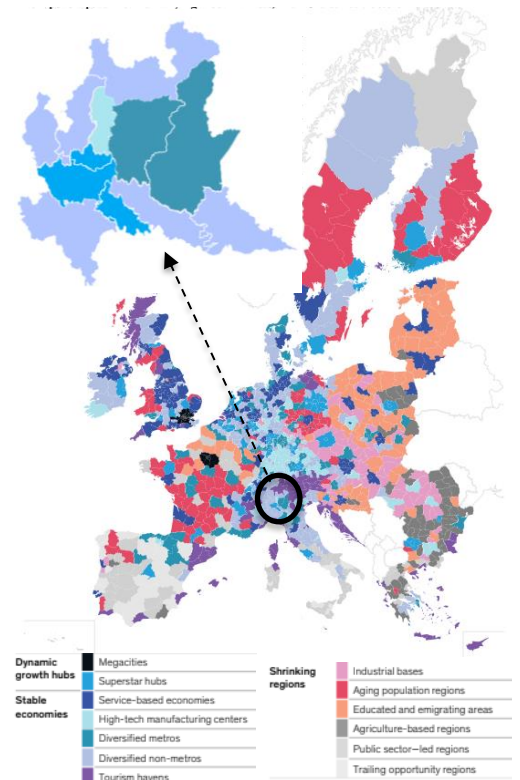 Dynamic
growth hubs
Megacities
Superstar hubs
Stable
economies
Service-based economies
High-tech manufacturing centers
Diversified metros
Diversified non-metros
Tourism havens
Shrinking
regions
Industrial bases
Aging population regions
Educated and emigrating areas
Agriculture-based regions
Public sector–led regions
Trailing opportunity regions